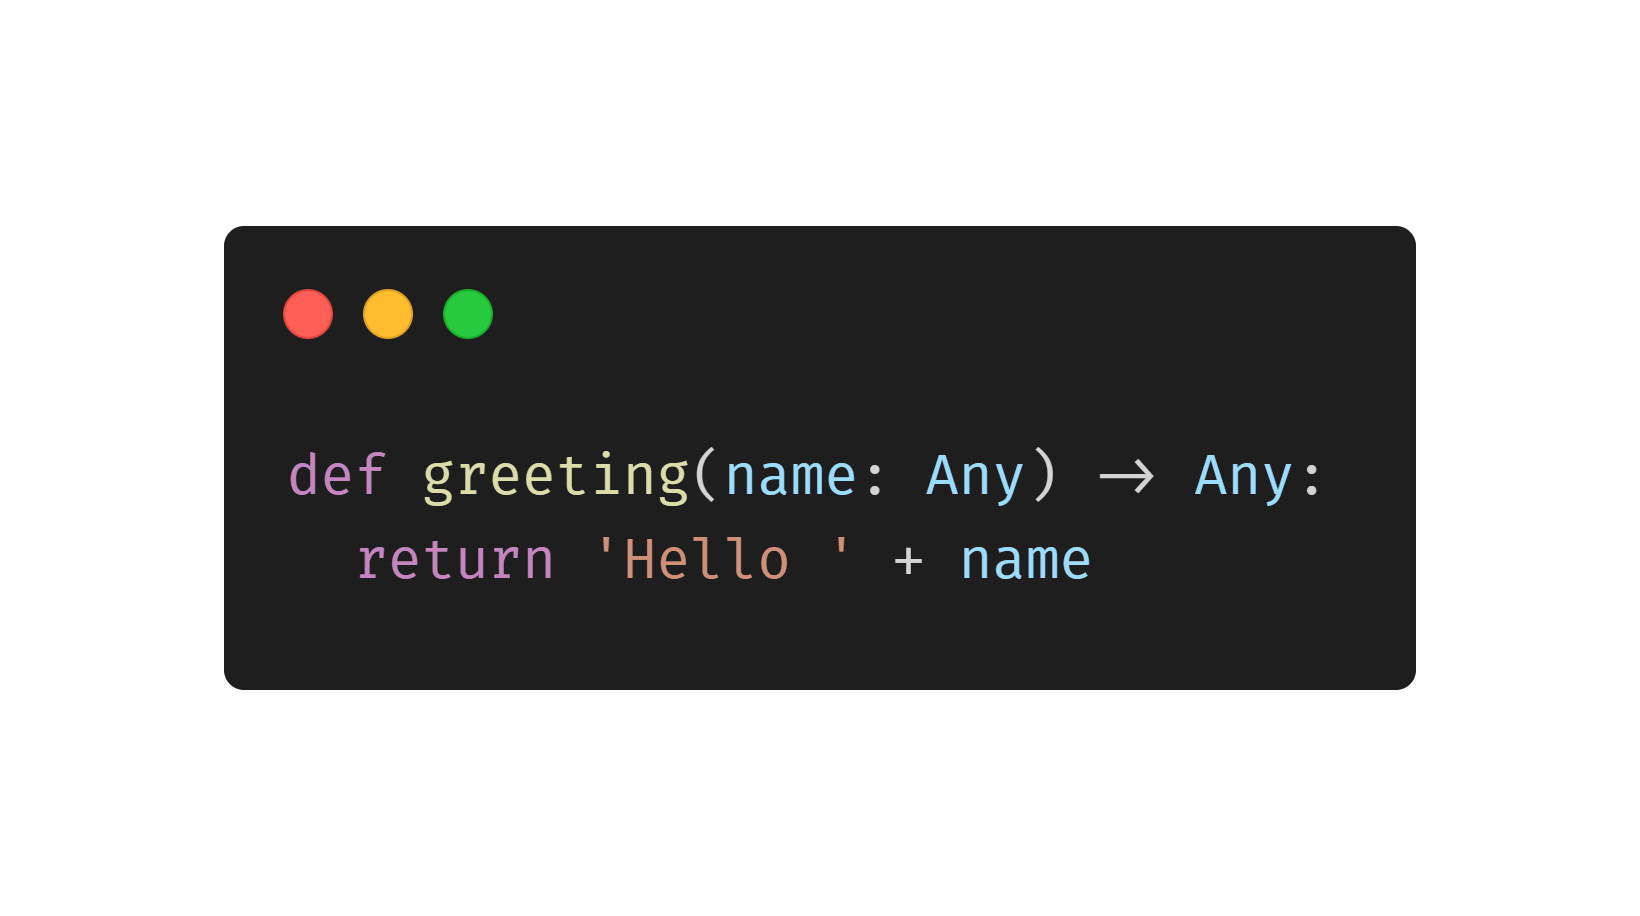 def greeting(name: Any) -> Any:
  return 'Hello ' + name